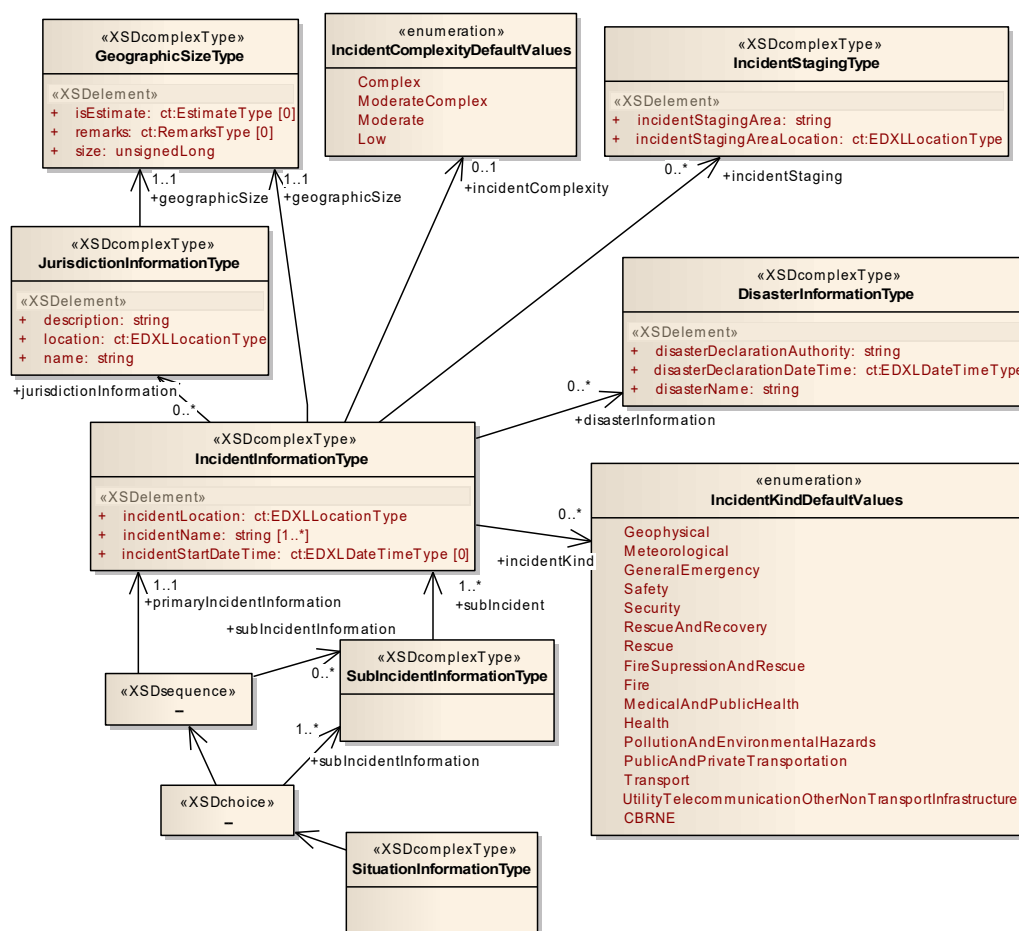 «XSDcomplexType»
GeographicSizeType
«XSDelement»
+ isEstimate: ct:EstimateType [0]
+ remarks: ct:RemarksType [0]
+ size: unsignedLong
«enumeration»
IncidentComplexityDefaultValues
Complex
ModerateComplex
Moderate
Low
«XSDcomplexType»
IncidentStagingType
«XSDelement»
+ incidentStagingArea: string
+ incidentStagingAreaLocation: ct:EDXLLocationType
1..1
+geographicSize
1..1
+geographicSize
0..1
+incidentComplexity
0..*
+incidentStaging
«XSDcomplexType»
JurisdictionInformationType
«XSDelement»
+ description: string
+ location: ct:EDXLLocationType
+ name: string
«XSDcomplexType»
DisasterInformationType
«XSDelement»
+ disasterDeclarationAuthority: string
+ disasterDeclarationDateTime: ct:EDXLDateTimeType
+ disasterName: string
+jurisdictionInformation
0..*
0..*
+disasterInformation
«XSDcomplexType»
IncidentInformationType
«XSDelement»
+ incidentLocation: ct:EDXLLocationType
+ incidentName: string [1..*]
+ incidentStartDateTime: ct:EDXLDateTimeType [0]
0..*
+incidentKind
«enumeration»
IncidentKindDefaultValues
Geophysical
Meteorological
GeneralEmergency
Safety
Security
RescueAndRecovery
Rescue
FireSupressionAndRescue
Fire
MedicalAndPublicHealth
Health
PollutionAndEnvironmentalHazards
PublicAndPrivateTransportation
Transport
UtilityTelecommunicationOtherNonTransportInfrastructure
CBRNE
1..1
+primaryIncidentInformation
1..*
+subIncident
+subIncidentInformation
0..*
«XSDcomplexType»
SubIncidentInformationType
«XSDsequence»
–
1..*
+subIncidentInformation
«XSDchoice»
–
«XSDcomplexType»
SituationInformationType